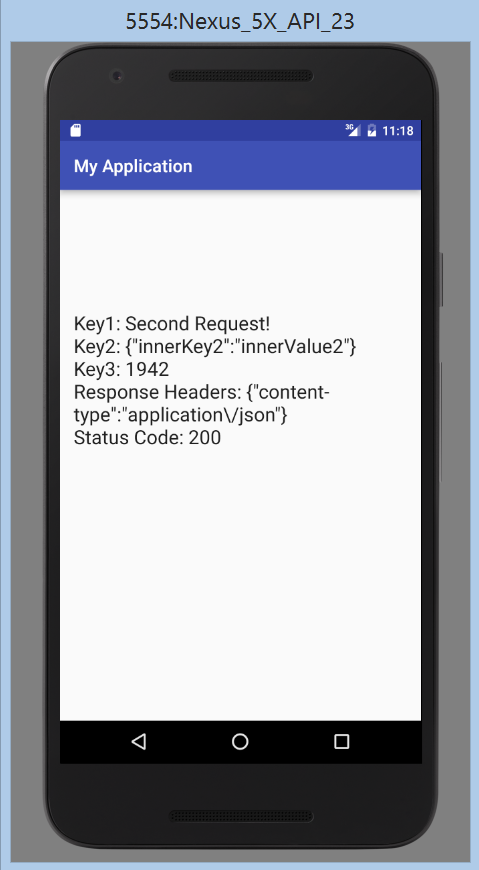 5554:Nexus_5X_API_23
3G 11:18
My Application
Key1: Second Request!
Key2: {"innerKey2":"innerValue2"}
Key3: 1942
Response Headers: {"content-
type":"application\/json"}
Status Code: 200